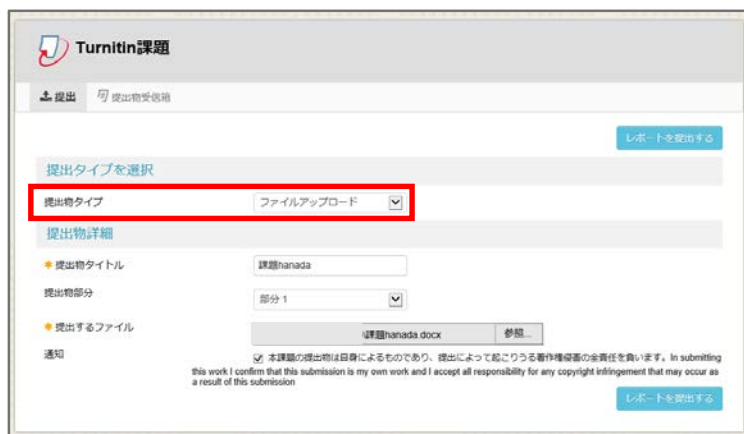 Turnitin課題
提出 提出物受信箱
レポートを提出する
提出タイプを選択
提出物タイプ ファイルアップロード
提出物詳細
提出物タイトル 課題hanada
提出物部分 部分 1
提出するファイル \課題hanada.docx 参照...
通知 本課題の提出物は自身によるものであり、提出によって起こりうる著作権侵害の全責任を負います。In submitting
this work I confirm that this submission is my own work and I accept all responsibility for any copyright infringement that may occur as
a result of this submission
レポートを提出する